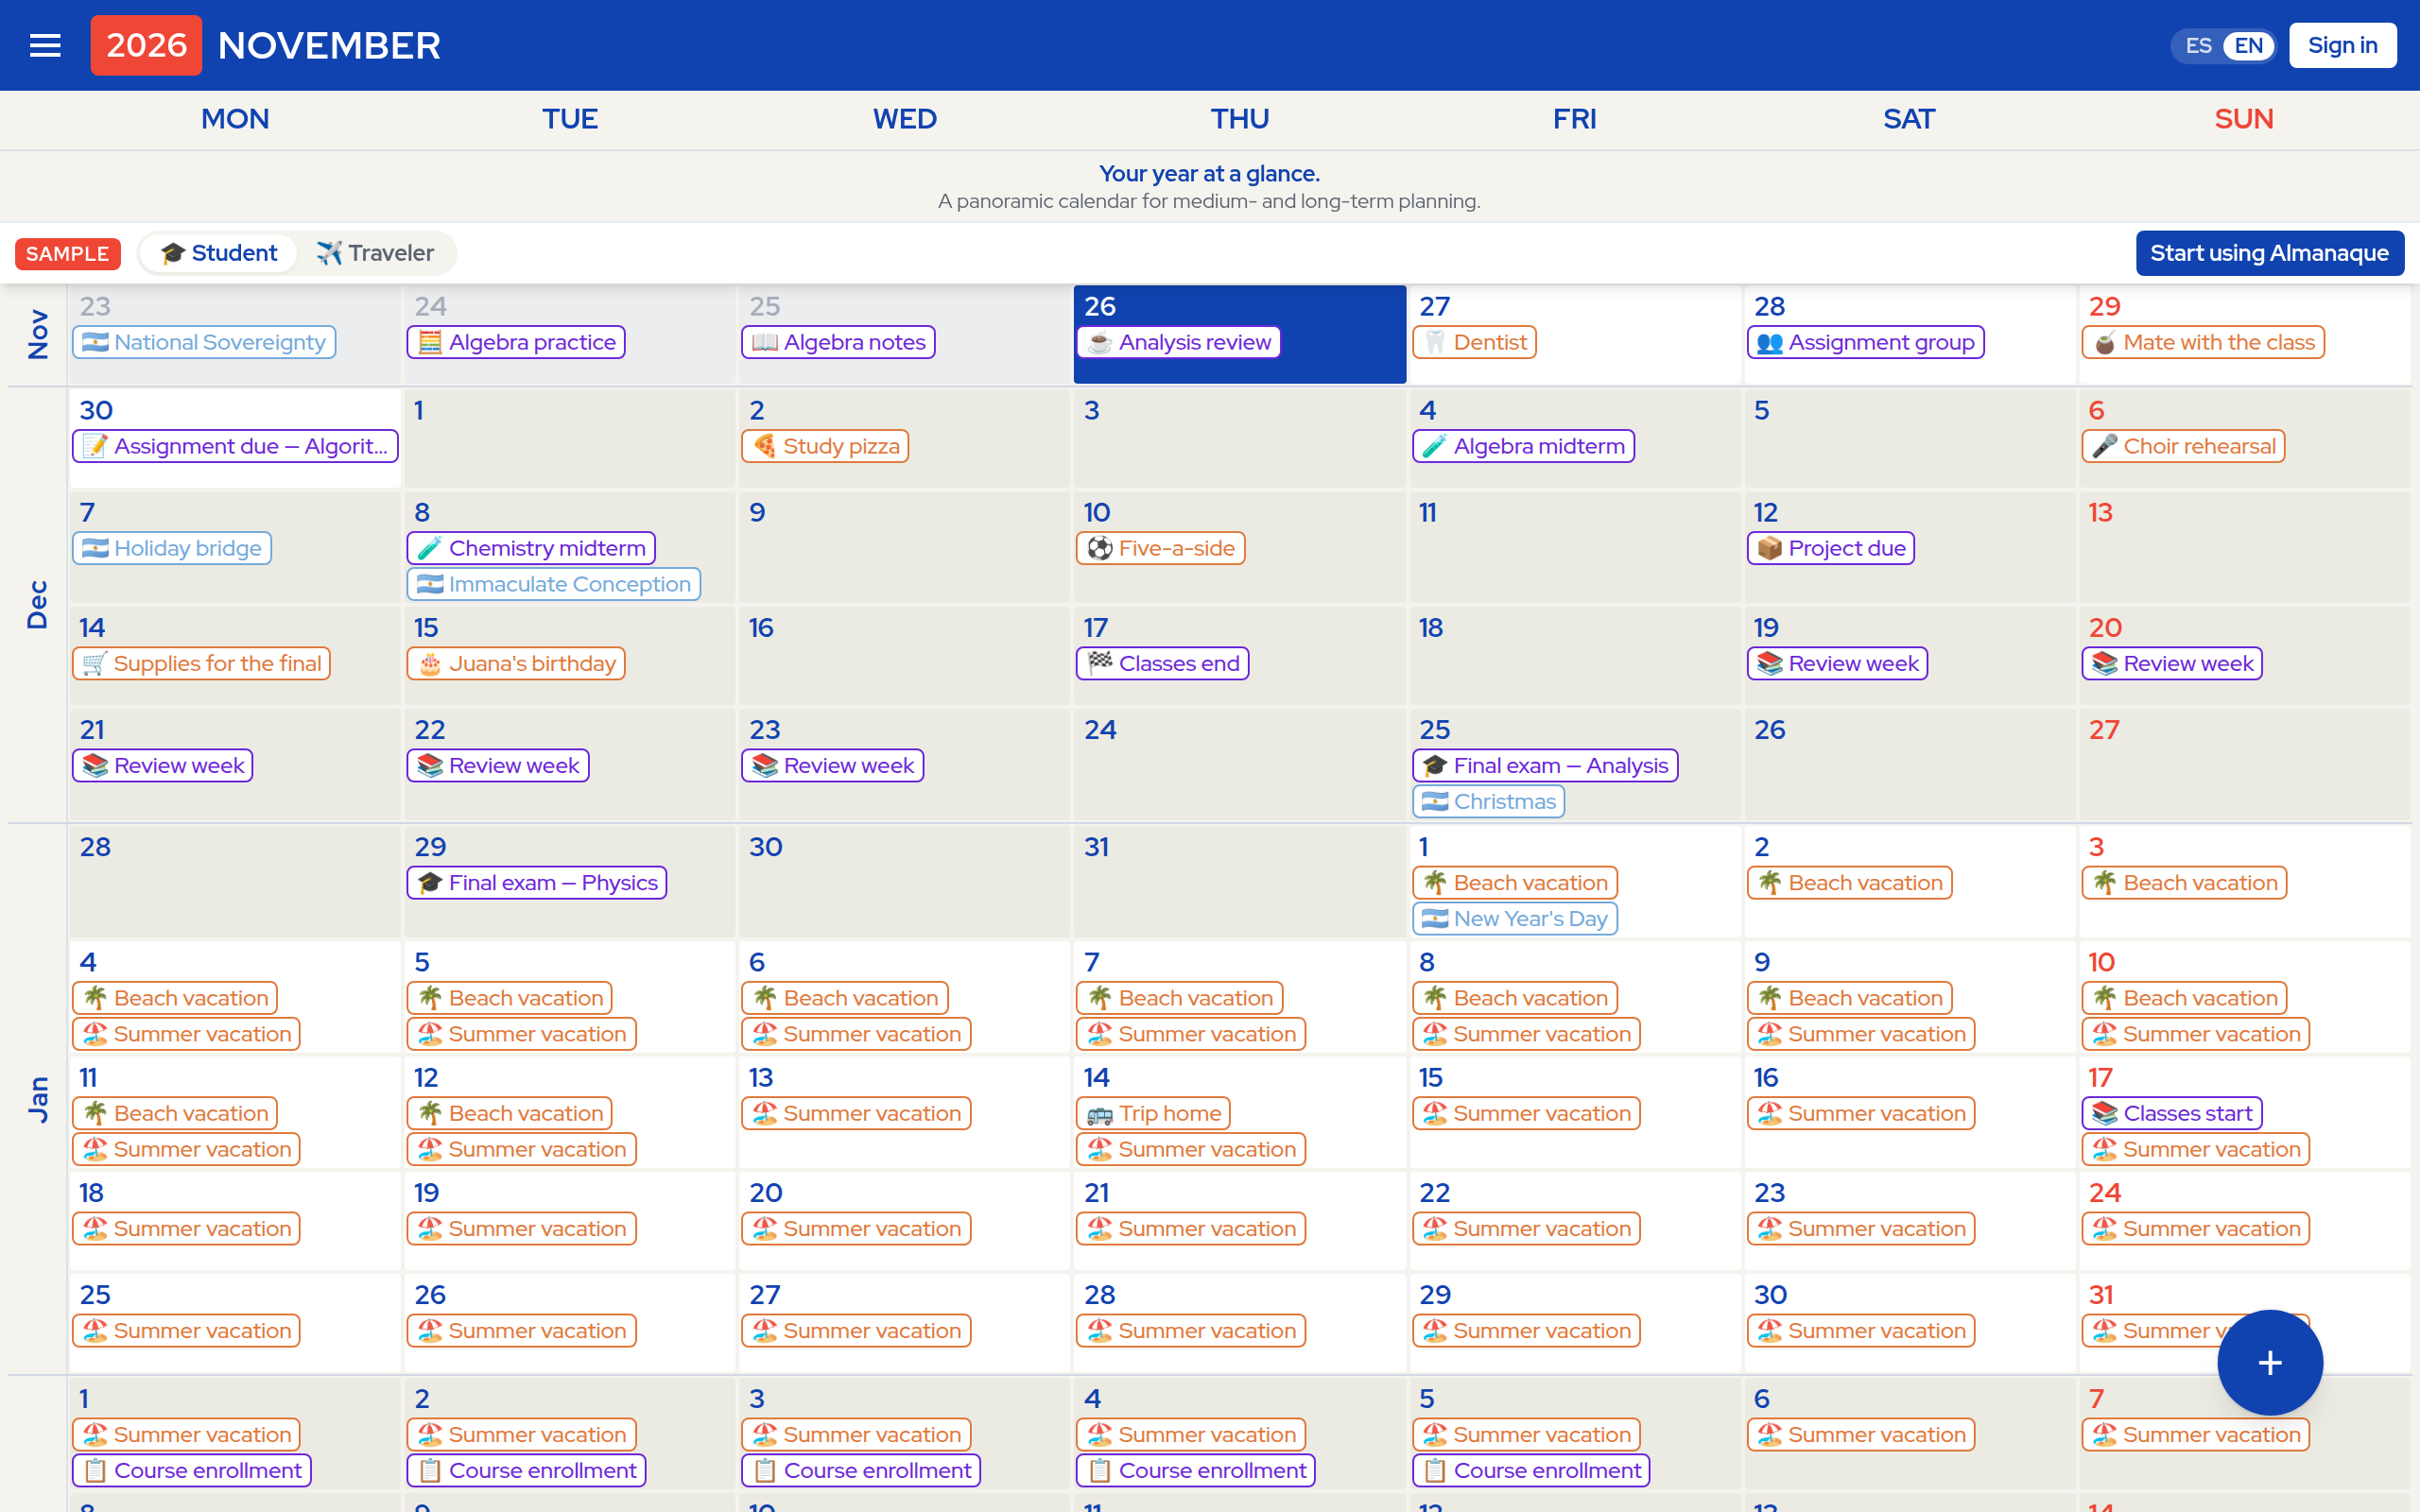 2026 NOVEMBER ES EN Sign in
MON TUE WED THU FRI SAT SUN
Your year at a glance.
A panoramic calendar for medium- and long-term planning.
SAMPLE Student Traveler Start using Almanaque
Nov
23 24 25 26 27 28 29
National Sovereignty Algebra practice Algebra notes Analysis review Dentist Assignment group Mate with the class
30 1 2 3 4 5 6
Assignment due — Algorit... Study pizza Algebra midterm Choir rehearsal
Dec
7 8 9 10 11 12 13
Holiday bridge Chemistry midterm Five-a-side Project due
Immaculate Conception
14 15 16 17 18 19 20
Supplies for the final Juana's birthday Classes end Review week Review week
21 22 23 24 25 26 27
Review week Review week Review week Final exam — Analysis
Christmas
28 29 30 31 1 2 3
Final exam — Physics Beach vacation Beach vacation Beach vacation
New Year's Day
Jan
4 5 6 7 8 9 10
Beach vacation Beach vacation Beach vacation Beach vacation Beach vacation Beach vacation Beach vacation
Summer vacation Summer vacation Summer vacation Summer vacation Summer vacation Summer vacation Summer vacation
11 12 13 14 15 16 17
Beach vacation Beach vacation Summer vacation Trip home Summer vacation Summer vacation Classes start
Summer vacation Summer vacation Summer vacation Summer vacation
18 19 20 21 22 23 24
Summer vacation Summer vacation Summer vacation Summer vacation Summer vacation Summer vacation Summer vacation
25 26 27 28 29 30 31
Summer vacation Summer vacation Summer vacation Summer vacation Summer vacation Summer vacation Summer
+
1 2 3 4 5 6 7
Summer vacation Summer vacation Summer vacation Summer vacation Summer vacation Summer vacation Summer vacation
Course enrollment Course enrollment Course enrollment Course enrollment Course enrollment